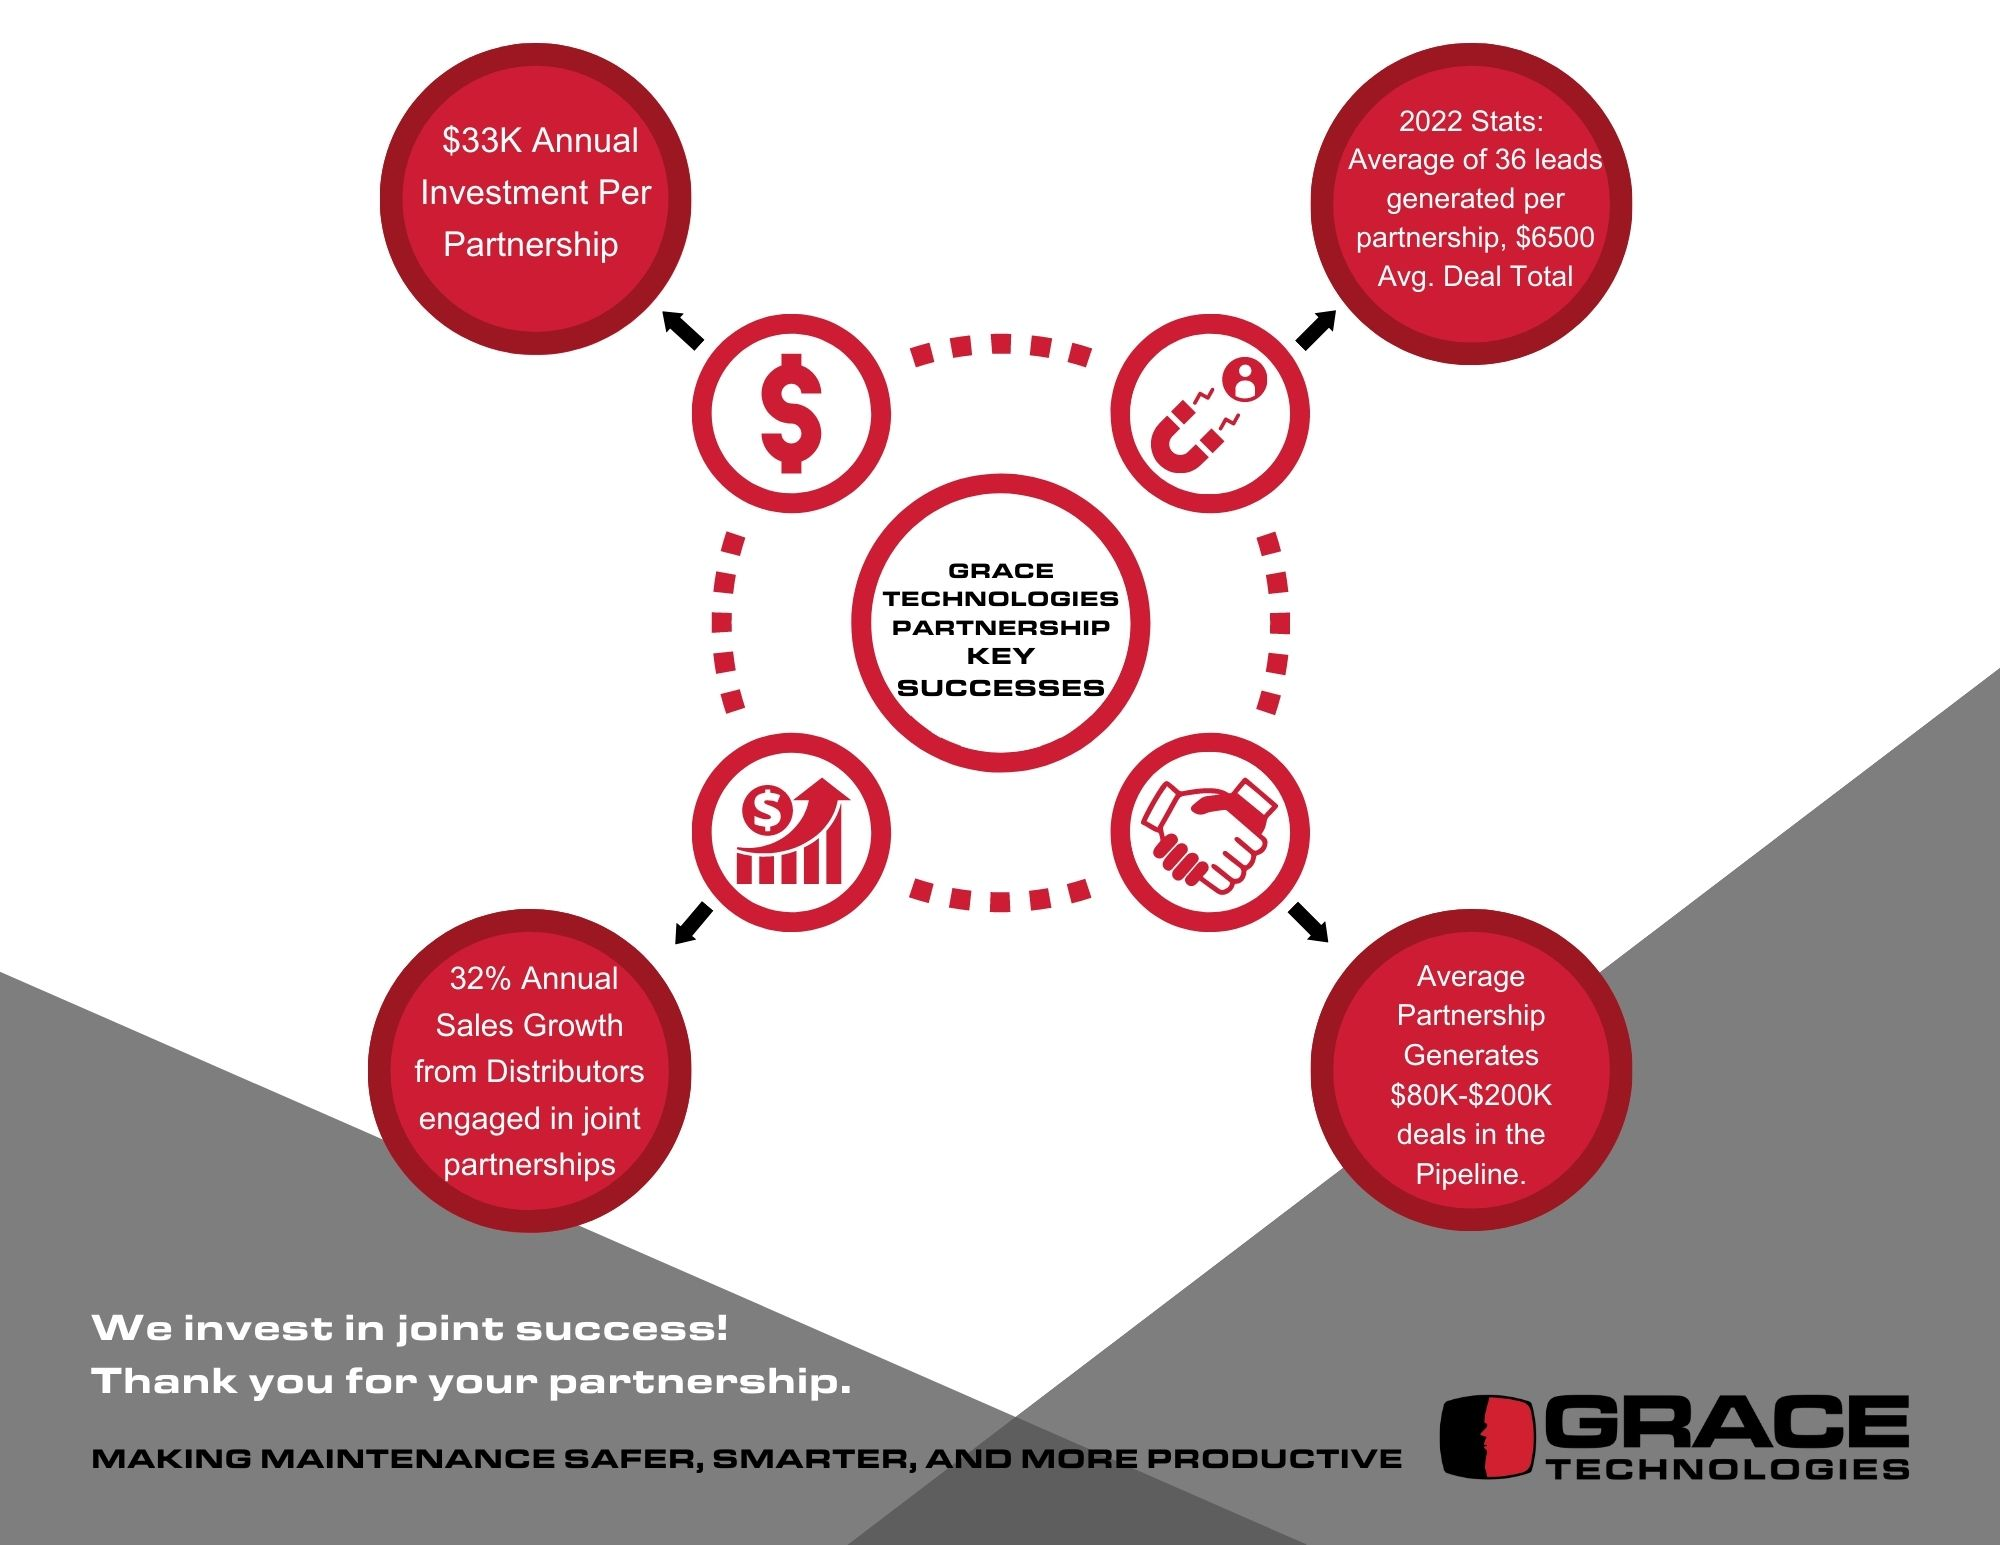 $33K Annual
Investment Per
Partnership
2022 Stats:
Average of 36 leads
generated per
partnership, $6500
Avg. Deal Total
$
GRACE
TECHNOLOGIES
PARTNERSHIP
KEY
SUCCESSES
$
32% Annual
Sales Growth
from Distributors
engaged in joint
partnerships
Average
Partnership
Generates
$80K-$200K
deals in the
Pipeline.
We invest in joint success!
Thank you for your partnership.
MAKING MAINTENANCE SAFER, SMARTER, AND MORE PRODUCTIVE
GRACE
TECHNOLOGIES